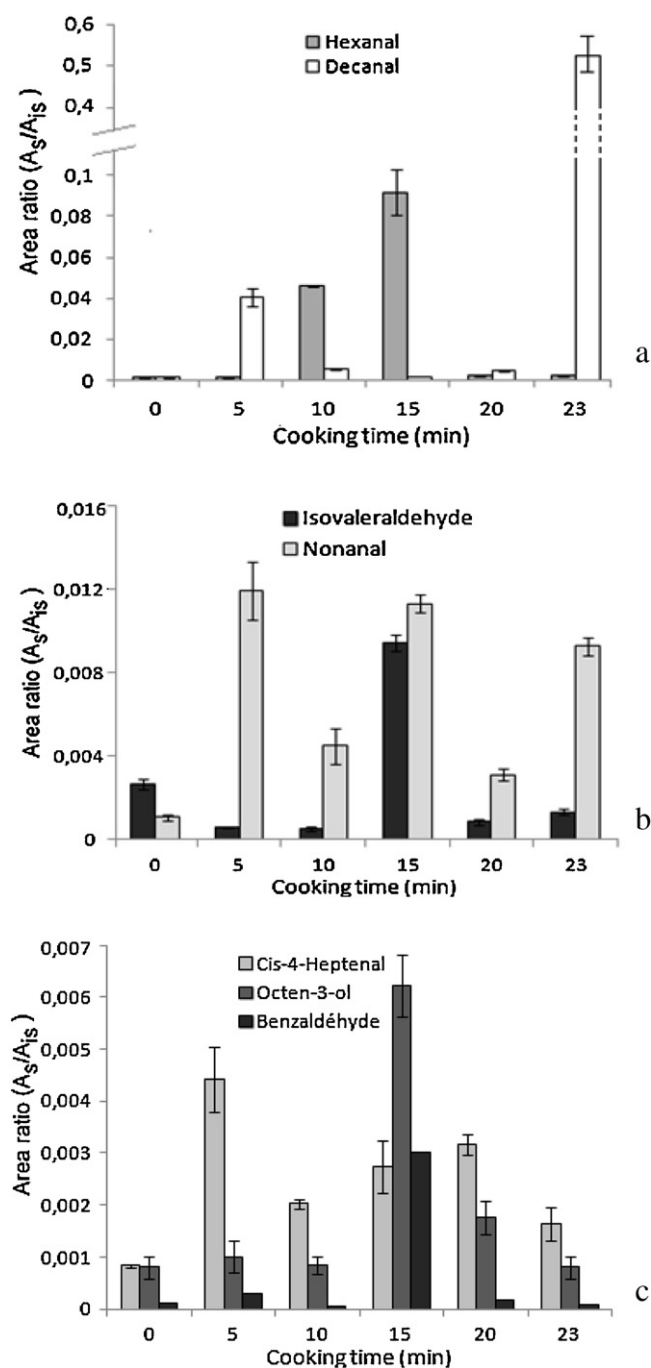 Hexanal
Decanal
Area ratio (As/Ais)
0,6
0,5
0,4
0,1
0,08
0,06
0,04
0,02
0
0 5 10 15 20 23
Cooking time (min)
a
Isovaleraldehyde
Nonanal
Area ratio (As/Ais)
0,016
0,012
0,008
0,004
0
0 5 10 15 20 23
Cooking time (min)
b
Cis-4-Heptenal
Octen-3-ol
Benzaldéhyde
Area ratio (As/Ais)
0,007
0,006
0,005
0,004
0,003
0,002
0,001
0
0 5 10 15 20 23
Cooking time (min)
c